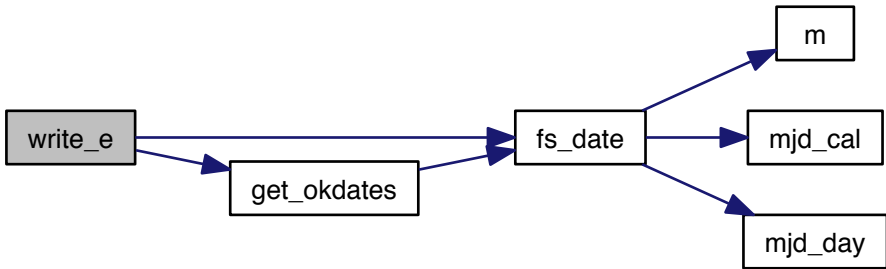 write_e
get_okdates
fs_date
m
mjd_cal
mjd_day